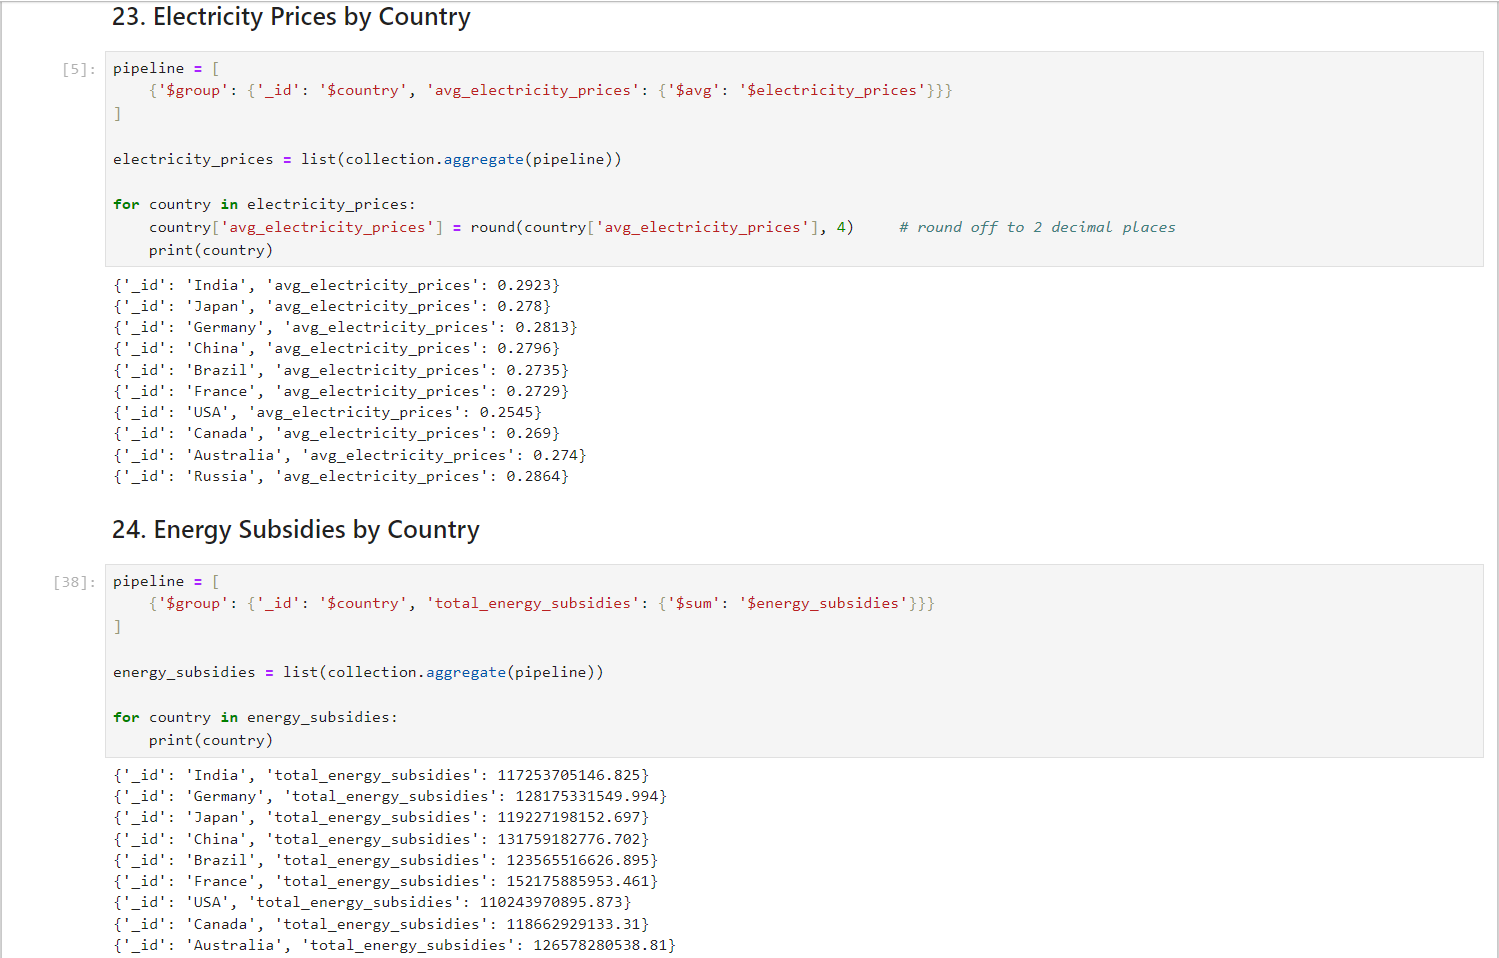 23. Electricity Prices by Country
[5]:
pipeline = [
    {'$group': {'_id': '$country', 'avg_electricity_prices': {'$avg': '$electricity_prices'}}}
]
electricity_prices = list(collection.aggregate(pipeline))
for country in electricity_prices:
    country['avg_electricity_prices'] = round(country['avg_electricity_prices'], 4)     # round off to 2 decimal places
    print(country)
{'_id': 'India', 'avg_electricity_prices': 0.2923}
{'_id': 'Japan', 'avg_electricity_prices': 0.278}
{'_id': 'Germany', 'avg_electricity_prices': 0.2813}
{'_id': 'China', 'avg_electricity_prices': 0.2796}
{'_id': 'Brazil', 'avg_electricity_prices': 0.2735}
{'_id': 'France', 'avg_electricity_prices': 0.2729}
{'_id': 'USA', 'avg_electricity_prices': 0.2545}
{'_id': 'Canada', 'avg_electricity_prices': 0.269}
{'_id': 'Australia', 'avg_electricity_prices': 0.274}
{'_id': 'Russia', 'avg_electricity_prices': 0.2864}
24. Energy Subsidies by Country
[38]:
pipeline = [
    {'$group': {'_id': '$country', 'total_energy_subsidies': {'$sum': '$energy_subsidies'}}}
]
energy_subsidies = list(collection.aggregate(pipeline))
for country in energy_subsidies:
    print(country)
{'_id': 'India', 'total_energy_subsidies': 117253705146.825}
{'_id': 'Germany', 'total_energy_subsidies': 128175331549.994}
{'_id': 'Japan', 'total_energy_subsidies': 119227198152.697}
{'_id': 'China', 'total_energy_subsidies': 131759182776.702}
{'_id': 'Brazil', 'total_energy_subsidies': 123565516626.895}
{'_id': 'France', 'total_energy_subsidies': 152175885953.461}
{'_id': 'USA', 'total_energy_subsidies': 110243970895.873}
{'_id': 'Canada', 'total_energy_subsidies': 118662929133.31}
{'_id': 'Australia', 'total_energy_subsidies': 126578280538.81}